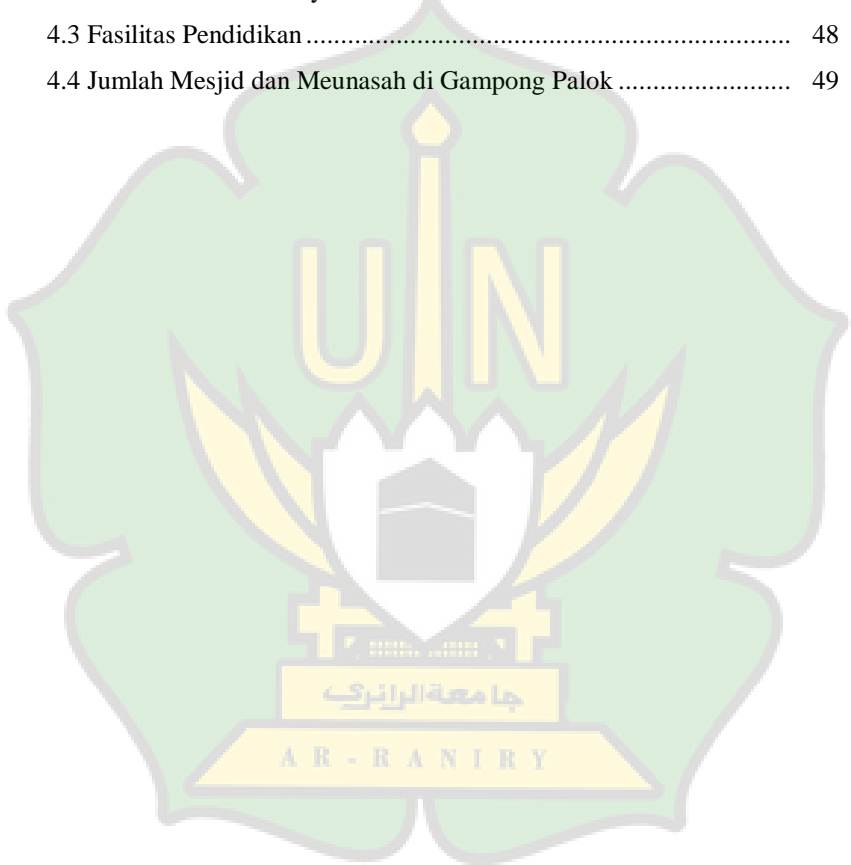 4.3 Fasilitas Pendidikan ...................................................................... 48
4.4 Jumlah Mesjid dan Meunasah di Gampong Palok ......................... 49
UIN
جامعة الرانري
AR-RANIRY